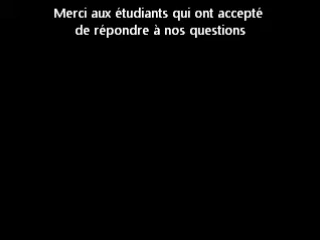 Merci aux étudiants qui ont accepté
de répondre à nos questions